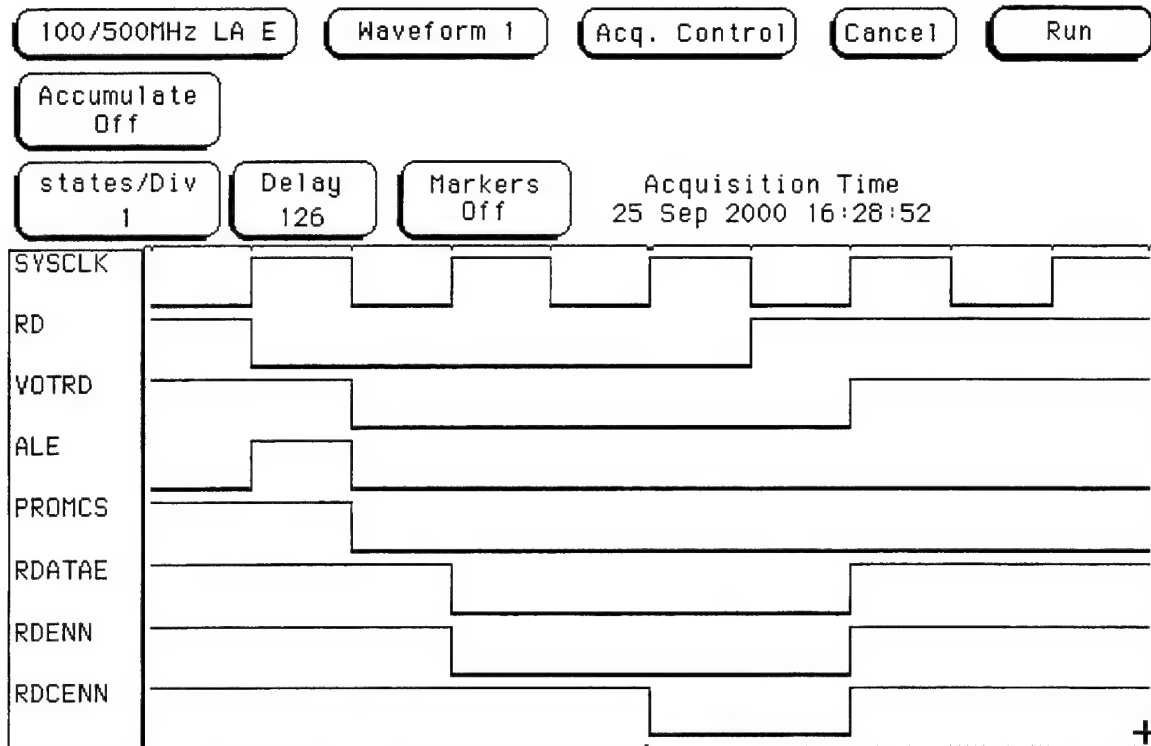 100/500MHz LA E Waveform 1 Acq. Control Cancel Run
Accumulate
Off
states/Div
1
Delay
126
Markers
Off
Acquisition Time
25 Sep 2000 16:28:52
SYSCLK
RD
VOTRD
ALE
PROMCS
RDATAE
RDENN
RDCENN